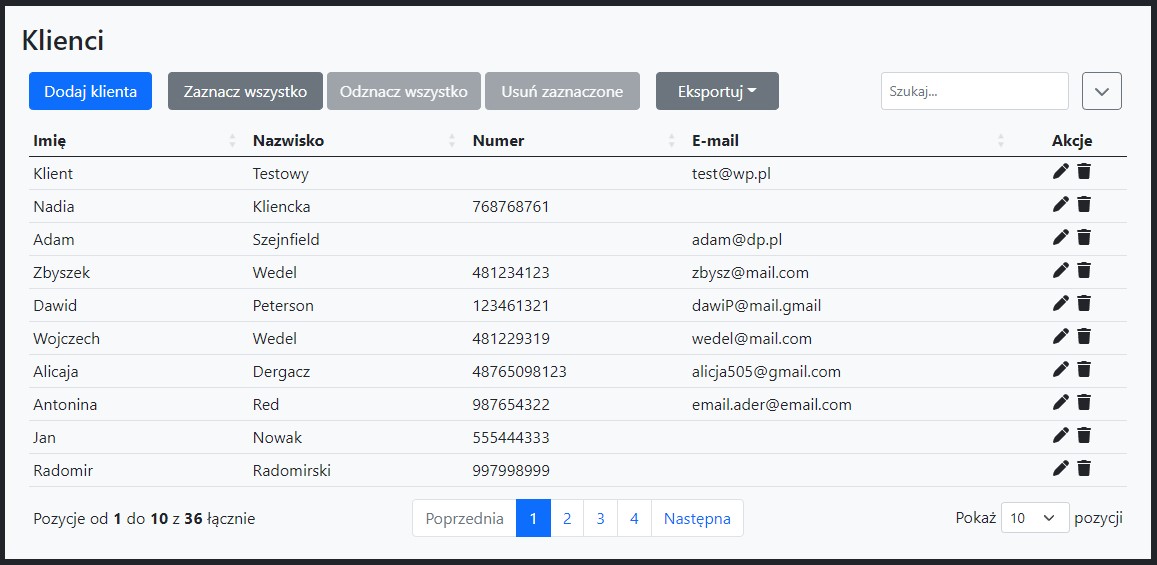 Klienci
Dodaj klienta Zaznacz wszystko Odznacz wszystko Usuń zaznaczone Eksportuj Szukaj...
Imię Nazwisko Numer E-mail Akcje
Klient Testowy test@wp.pl
Nadia Kliencka 768768761
Adam Szejnfield adam@dp.pl
Zbyszek Wedel 481234123 zbysz@mail.com
Dawid Peterson 123461321 dawiP@mail.gmail
Wojczech Wedel 481229319 wedel@mail.com
Alicaja Dergacz 48765098123 alicja505@gmail.com
Antonina Red 987654322 email.ader@email.com
Jan Nowak 555444333
Radomir Radomirski 997998999
Pozycje od 1 do 10 z 36 łącznie Poprzednia 1 2 3 4 Następna Pokaż 10 pozycji